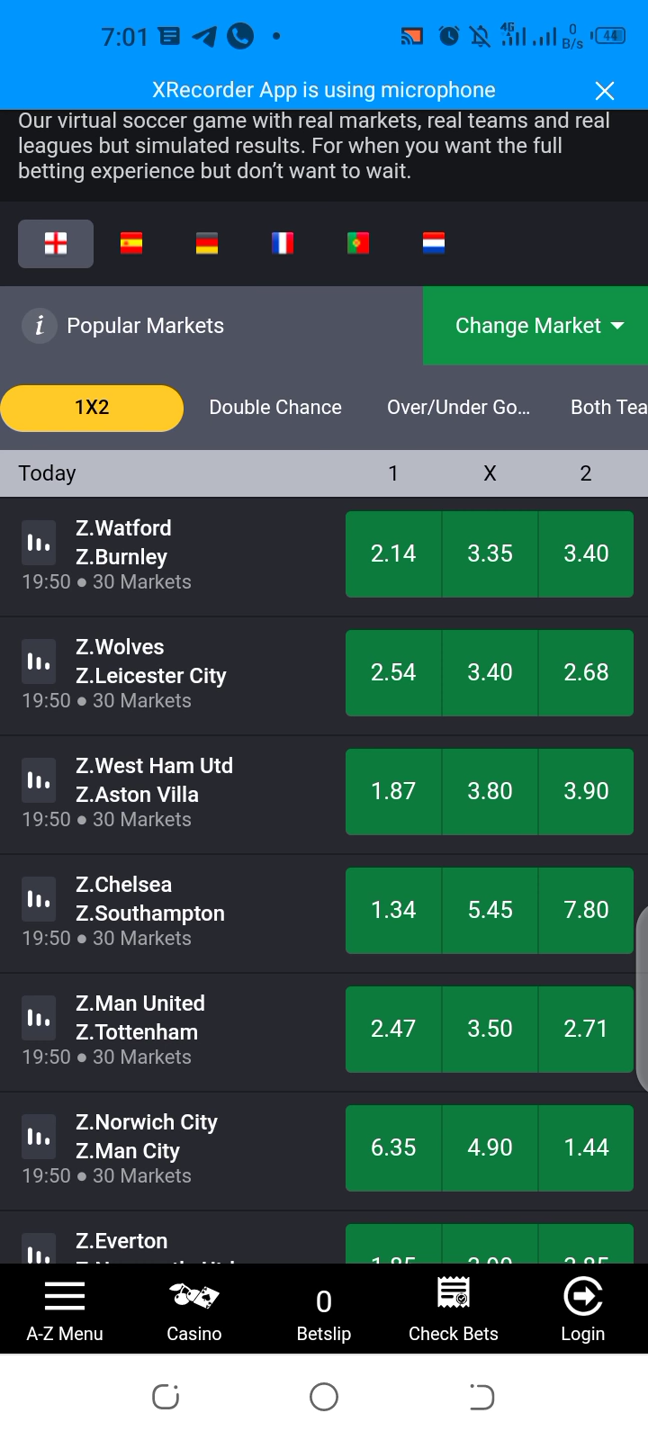 7:01
4G
0
B/s
44
XRecorder App is using microphone
Our virtual soccer game with real markets, real teams and real
leagues but simulated results. For when you want the full
betting experience but don’t want to wait.
i Popular Markets
Change Market
1X2 Double Chance Over/Under Go... Both Tea
Today 1 X 2
Z.Watford
Z.Burnley
19:50 ● 30 Markets
2.14 3.35 3.40
Z.Wolves
Z.Leicester City
19:50 ● 30 Markets
2.54 3.40 2.68
Z.West Ham Utd
Z.Aston Villa
19:50 ● 30 Markets
1.87 3.80 3.90
Z.Chelsea
Z.Southampton
19:50 ● 30 Markets
1.34 5.45 7.80
Z.Man United
Z.Tottenham
19:50 ● 30 Markets
2.47 3.50 2.71
Z.Norwich City
Z.Man City
19:50 ● 30 Markets
6.35 4.90 1.44
Z.Everton
0
A-Z Menu Casino Betslip Check Bets Login